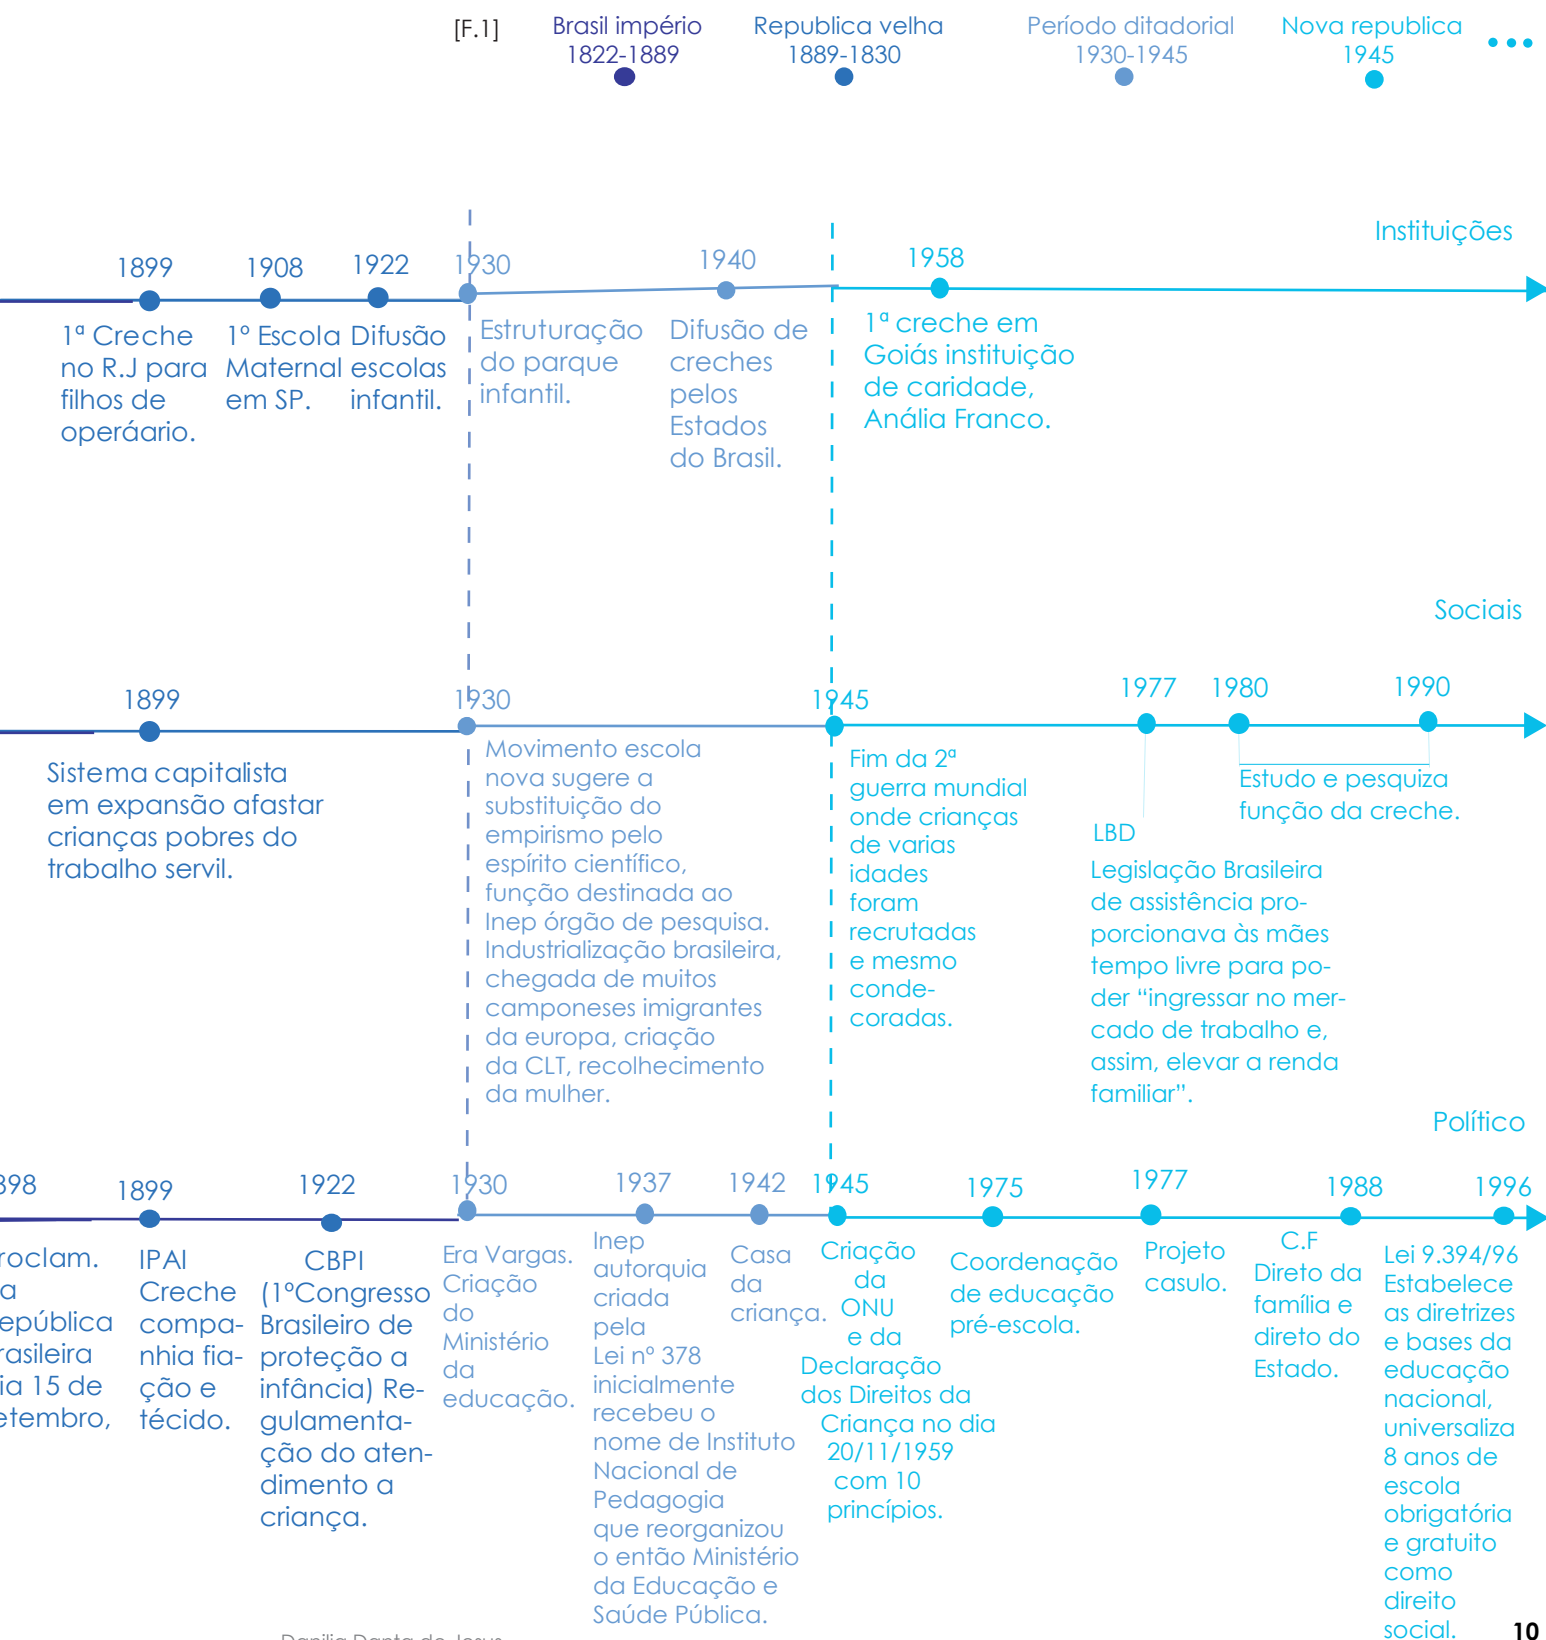 [F.1]
Brasil império
1822-1889
Republica velha
1889-1830
Período ditadorial
1930-1945
Nova republica
1945
Instituições
1899
1ª Creche
no R.J para
filhos de
operáario.
1908
1º Escola
Maternal
em SP.
1922
Difusão
escolas
infantil.
1930
Estruturação
do parque
infantil.
1940
Difusão de
creches
pelos
Estados
do Brasil.
1958
1ª creche em
Goiás instituição
de caridade,
Anália Franco.
Sociais
1899
Sistema capitalista
em expansão afastar
crianças pobres do
trabalho servil.
1930
Movimento escola
nova sugere a
substituição do
empirismo pelo
espírito científico,
função destinada ao
Inep órgão de pesquisa.
Industrialização brasileira,
chegada de muitos
camponeses imigrantes
da europa, criação
da CLT, recolhecimento
da mulher.
1945
Fim da 2ª
guerra mundial
onde crianças
de varias
idades
foram
recrutadas
e mesmo
conde-
coradas.
1977
LBD
Legislação Brasileira
de assistência pro-
porcionava às mães
tempo livre para po-
der “ingressar no mer-
cado de trabalho e,
assim, elevar a renda
familiar”.
1980
1990
Estudo e pesquiza
função da creche.
Político
898
roclam.
a
epública
rasileira
ia 15 de
etembro,
1899
IPAI
Creche
compa-
nhia fia-
ção e
técido.
1922
CBPI
(1ºCongresso
Brasileiro de
proteção a
infância) Re-
gulamenta-
ção do aten-
dimento a
criança.
1930
Era Vargas.
Criação
do
Ministério
da
educação.
1937
Inep
autorquia
criada
pela
Lei nº 378
inicialmente
recebeu o
nome de Instituto
Nacional de
Pedagogia
que reorganizou
o então Ministério
da Educação e
Saúde Pública.
1942
Casa
da
criança.
1945
Criação
da
ONU
e da
Declaração
dos Direitos da
Criança no dia
20/11/1959
com 10
princípios.
1975
Coordenação
de educação
pré-escola.
1977
Projeto
casulo.
1988
C.F
Direto da
família e
direto do
Estado.
1996
Lei 9.394/96
Estabelece
as diretrizes
e bases da
educação
nacional,
universaliza
8 anos de
escola
obrigatória
e gratuito
como
direito
social.
10